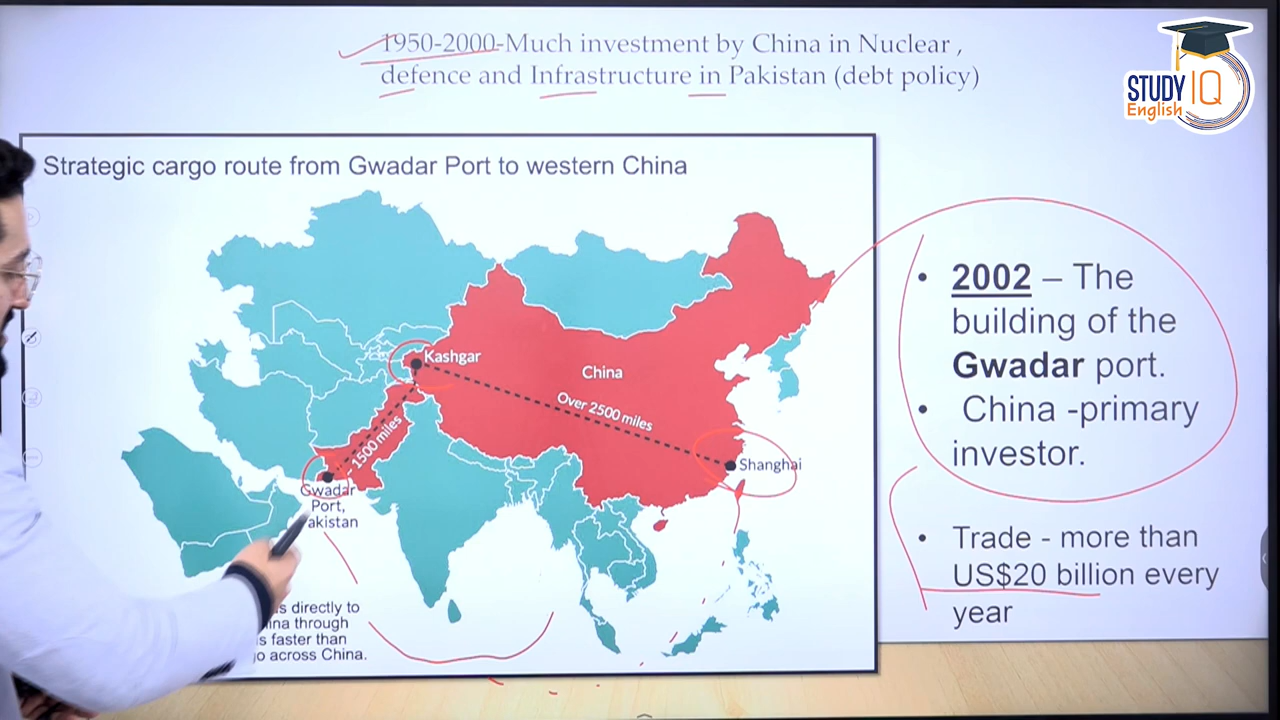 1950-2000-Much investment by China in Nuclear ,
defence and Infrastructure in Pakistan (debt policy)
STUDY IQ
English
Strategic cargo route from Gwadar Port to western China
Kashgar
China
Over 2500 miles
1500 miles
Shanghai
Gwadar
Port,
akistan
s directly to
ina through
s faster than
go across China.
• 2002 – The
building of the
Gwadar port.
• China -primary
investor.
• Trade - more than
US$20 billion every
year